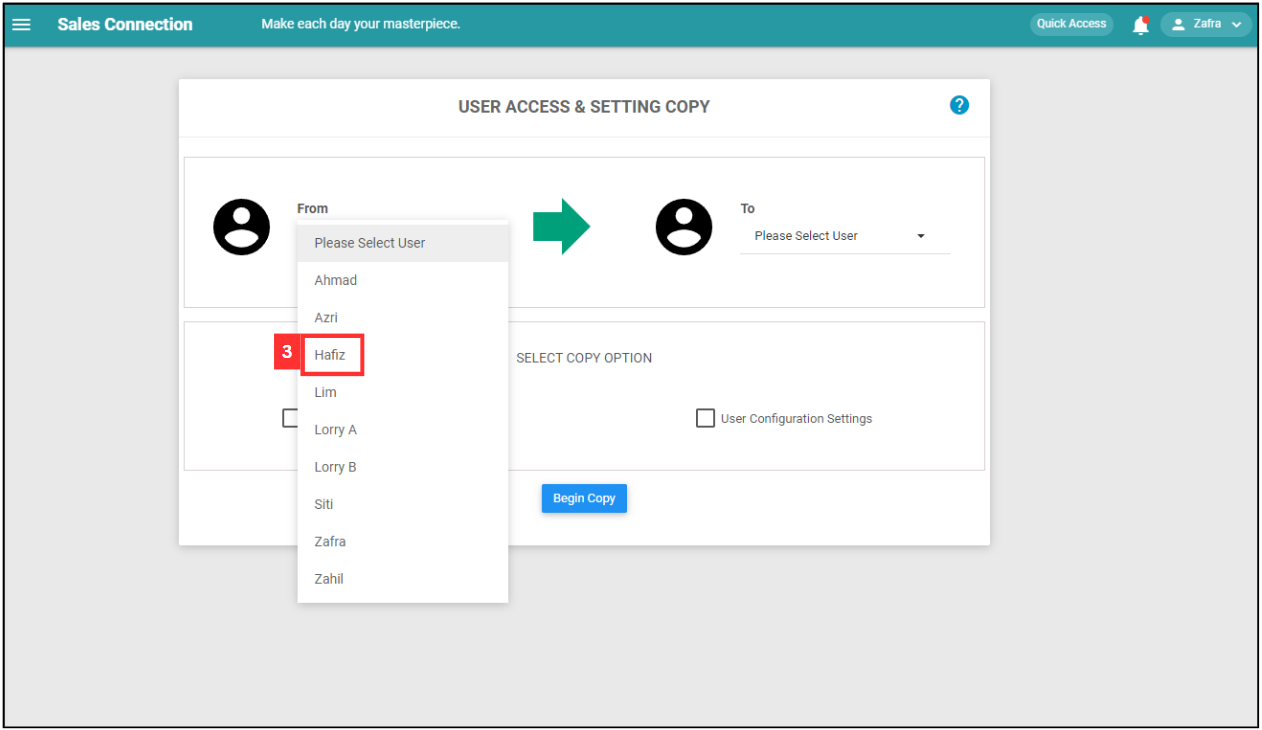 Sales Connection
Make each day your masterpiece.
Quick Access
Zafra
USER ACCESS & SETTING COPY
?
From
To
Please Select User
Please Select User
Ahmad
Azri
3
Hafiz
SELECT COPY OPTION
Lim
User Configuration Settings
Lorry A
Lorry B
Begin Copy
Siti
Zafra
Zahil